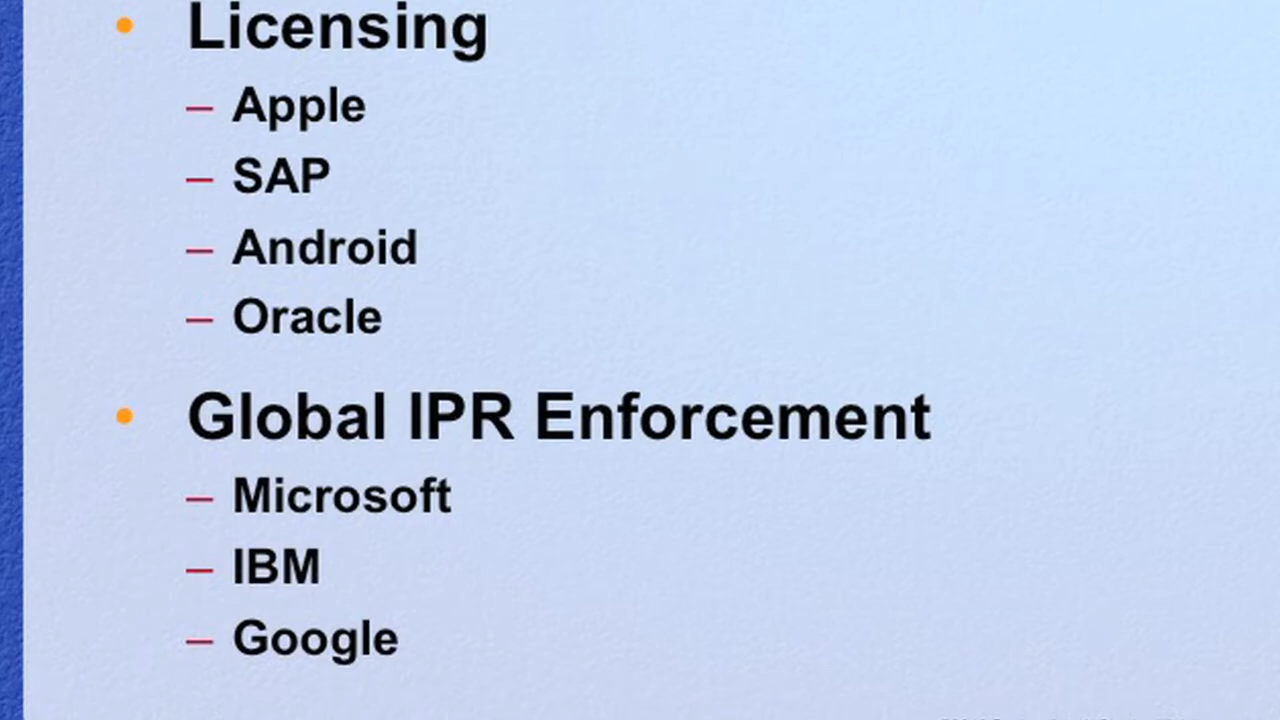 • Licensing
– Apple
– SAP
– Android
– Oracle
• Global IPR Enforcement
– Microsoft
– IBM
– Google